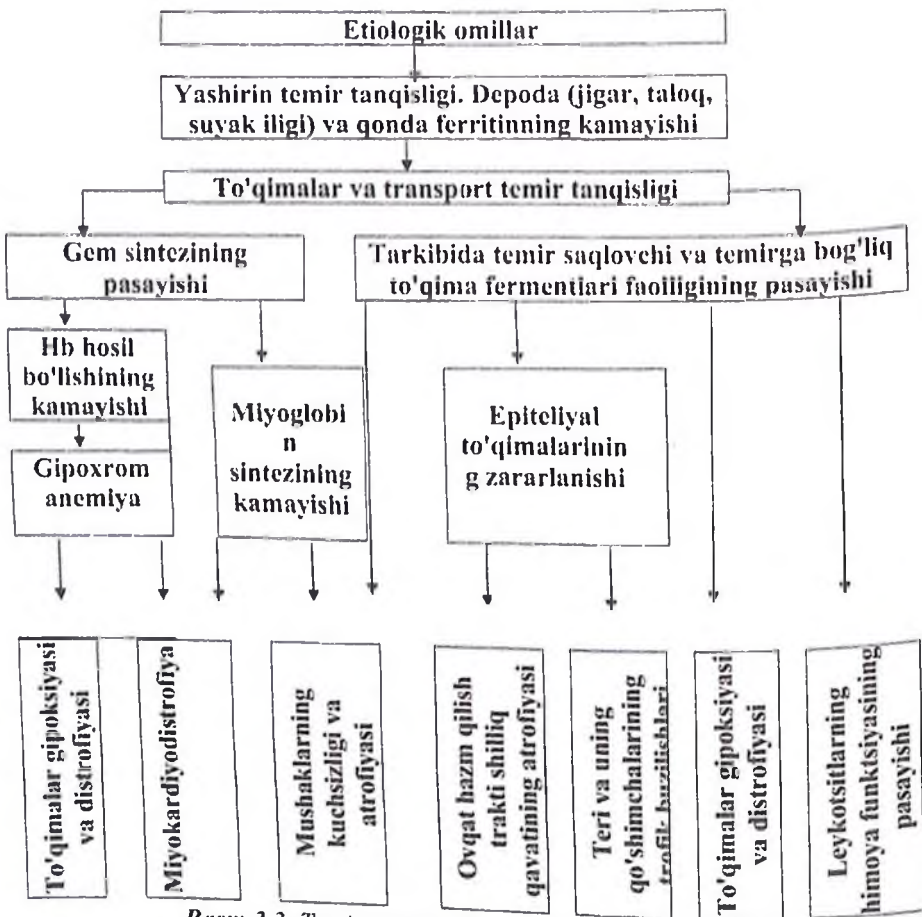 Etiologik omillar
Yashirin temir tanqisligi. Depoda (jigar, taloq,
suyak iligi) va qonda ferritinning kamayishi
To'qimalar va transport temir tanqisligi
Gem sintezining
pasayishi
Tarkibida temir saqlovchi va temirga bog'liq
to'qima fermentlari faolligining pasayishi
Hb hosil
bo'lishining
kamayishi
Gipoxrom
anemiya
Miyoglobi
n
sintezining
kamayishi
Epiteliyal
to'qimalarinin
g zararlanishi
To'qimalar gipoksiyasi
va distrofiyasi
Miyokardiyodistrofiya
Mushaklarning
kuchsizligi va
atrofiyasi
Ovqat hazm qilish
trakti shilliq
qavatining atrofiyasi
Teri va uning
qo'shimchalarining
trofik buzilishlari
To'qimalar gipoksiyasi
va distrofiyasi
Leykotsitlarning
himoya funktsiyasining
pasayishi